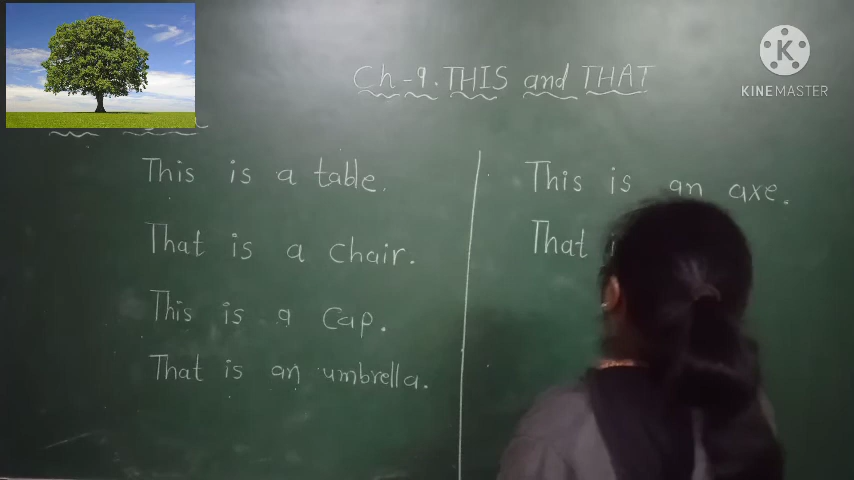 Ch-9. THIS and THAT
KINEMASTER
This is a table.
That is a chair.
This is a cap.
That is an umbrella.
This is an axe.
That